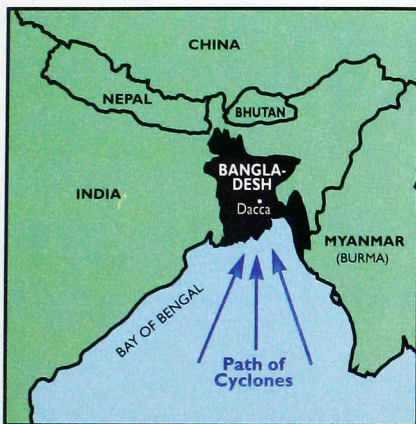 CHINA
NEPAL
BHUTAN
BANGLA-
DESH
INDIA
Dacca
MYANMAR
(BURMA)
BAY OF BENGAL
Path of
Cyclones